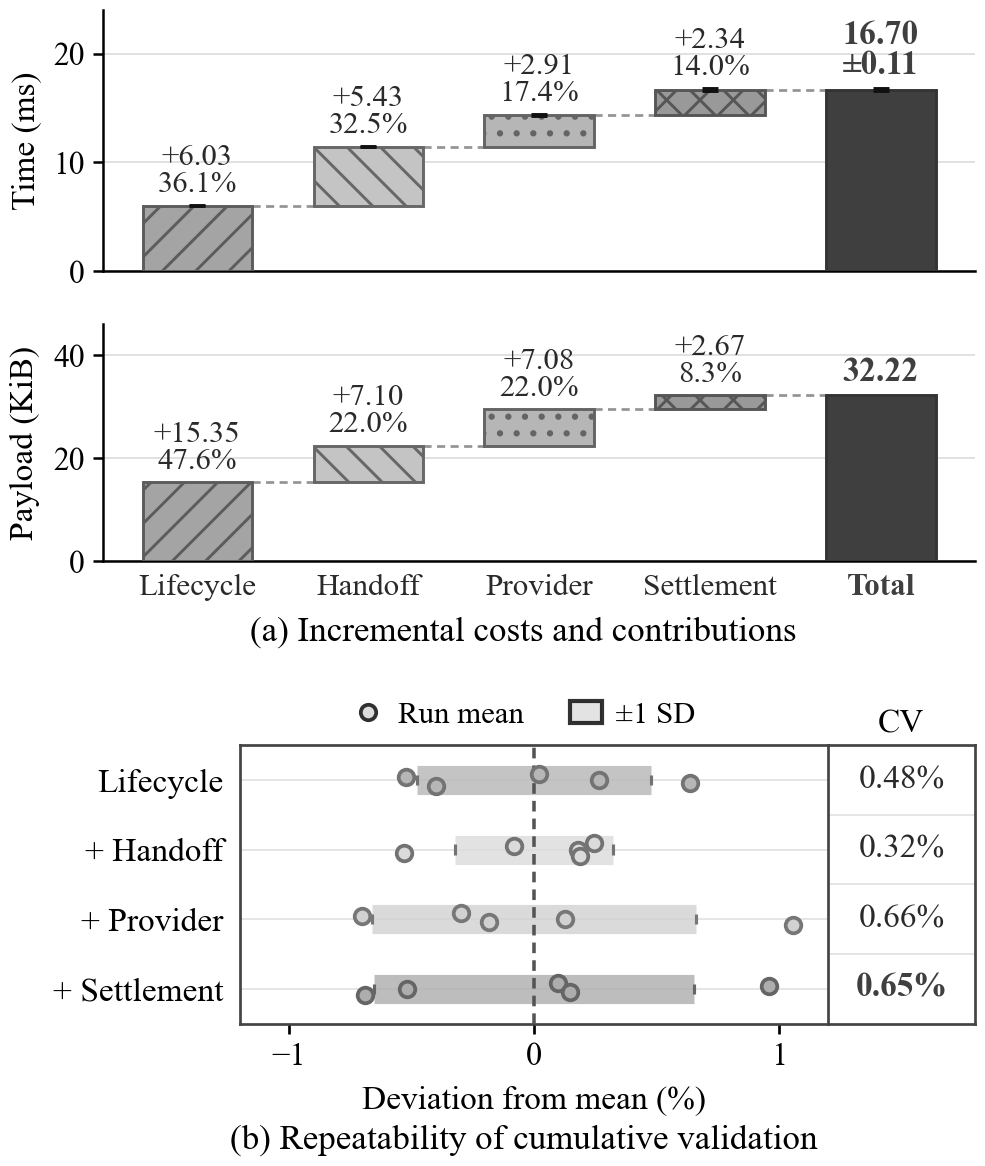 Time (ms)
20
10
0
+6.03
36.1%
+5.43
32.5%
+2.91
17.4%
+2.34
14.0%
16.70
±0.11
Payload (KiB)
40
20
0
+15.35
47.6%
+7.10
22.0%
+7.08
22.0%
+2.67
8.3%
32.22
Lifecycle Handoff Provider Settlement Total
(a) Incremental costs and contributions
Run mean ±1 SD CV
Lifecycle 0.48%
+ Handoff 0.32%
+ Provider 0.66%
+ Settlement 0.65%
−1 0 1
Deviation from mean (%)
(b) Repeatability of cumulative validation